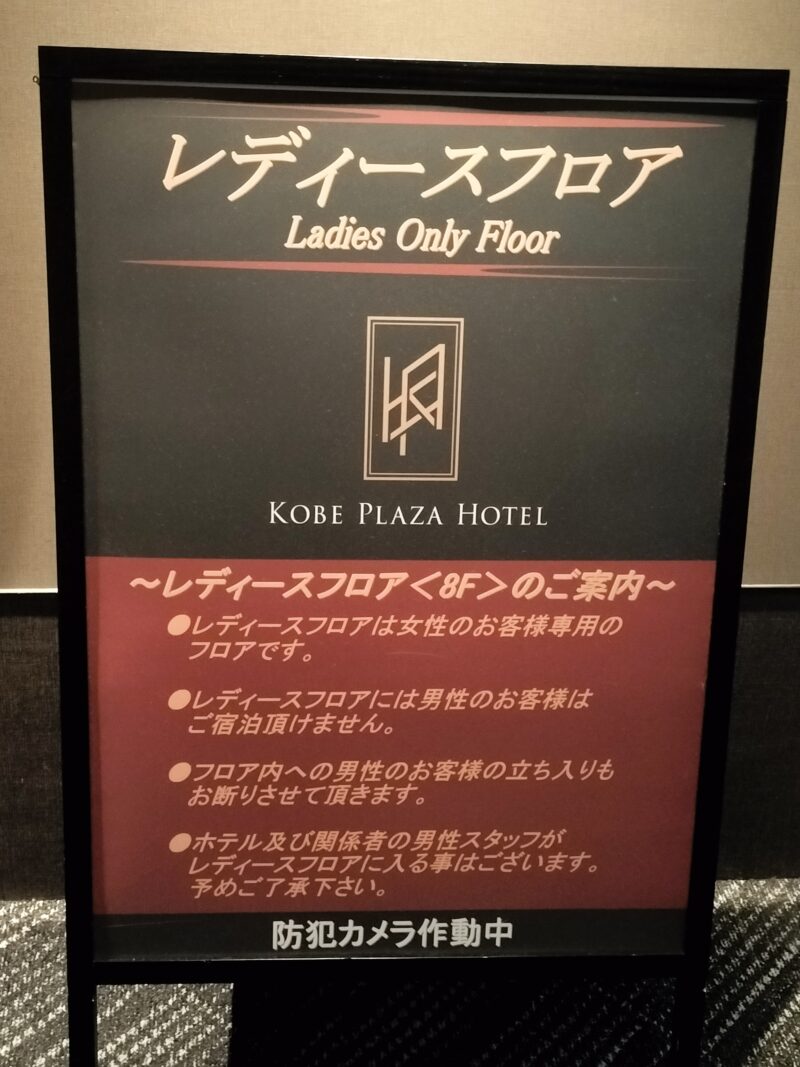 レディースフロア
Ladies Only Floor
KOBE PLAZA HOTEL
～レディースフロア＜8F＞のご案内～
●レディースフロアは女性のお客様専用の
フロアです。
●レディースフロアには男性のお客様は
ご宿泊頂けません。
●フロア内への男性のお客様の立ち入りも
お断りさせて頂きます。
●ホテル及び関係者の男性スタッフが
レディースフロアに入る事はございます。
予めご了承下さい。
防犯カメラ作動中